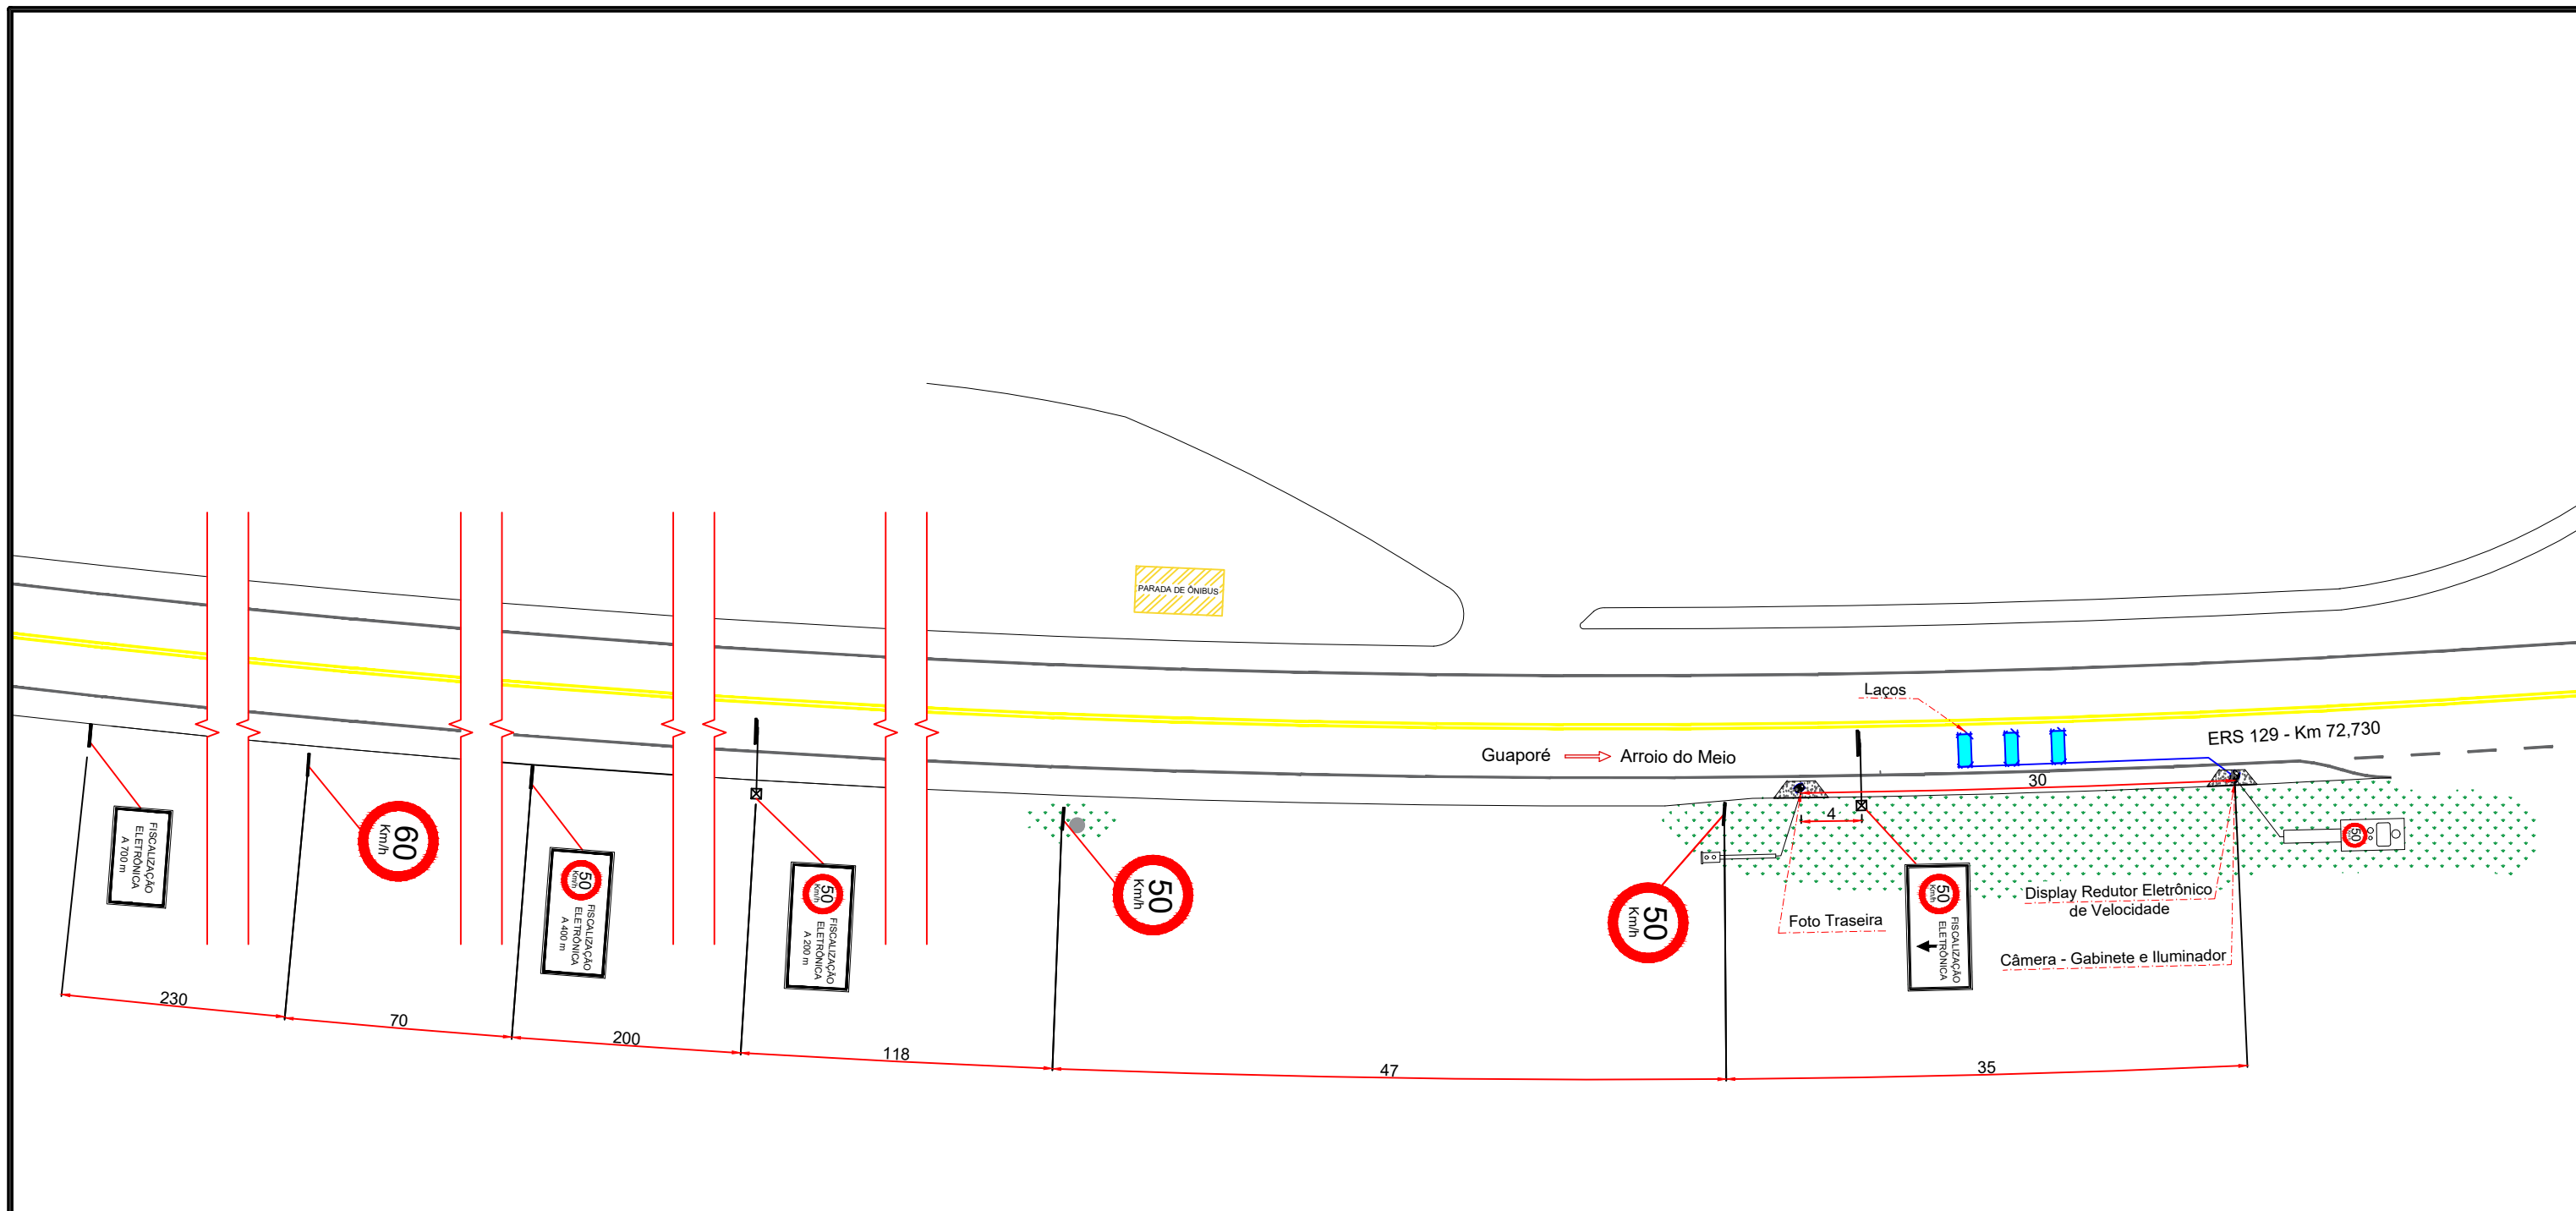 PARADA DE ÔNIBUS
Laços
Guaporé
Arroio do Meio
ERS 129 - Km 72,730
30
4
FISCALIZAÇÃO
ELETRÔNICA
A 700 m
60
Km/h
50
Km/h
FISCALIZAÇÃO
ELETRÔNICA
A 400 m
50
Km/h
FISCALIZAÇÃO
ELETRÔNICA
A 200 m
50
Km/h
50
Km/h
50
Km/h
FISCALIZAÇÃO
ELETRÔNICA
50
Foto Traseira
Display Redutor Eletrônico
de Velocidade
Câmera - Gabinete e Iluminador
230
70
200
118
47
35